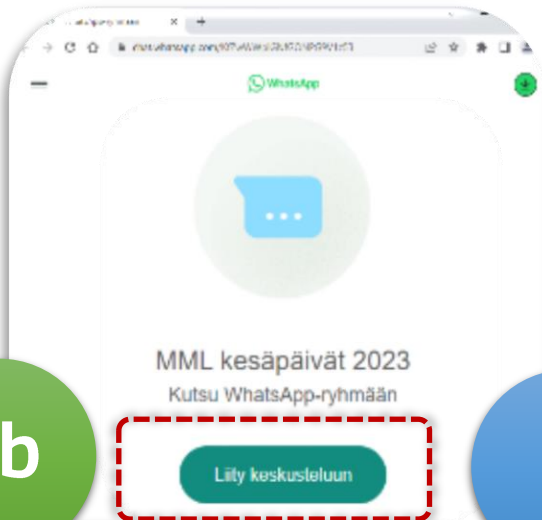 WhatsApp
MML kesäpäivät 2023
Kutsu WhatsApp-ryhmään
b
Liity keskusteluun